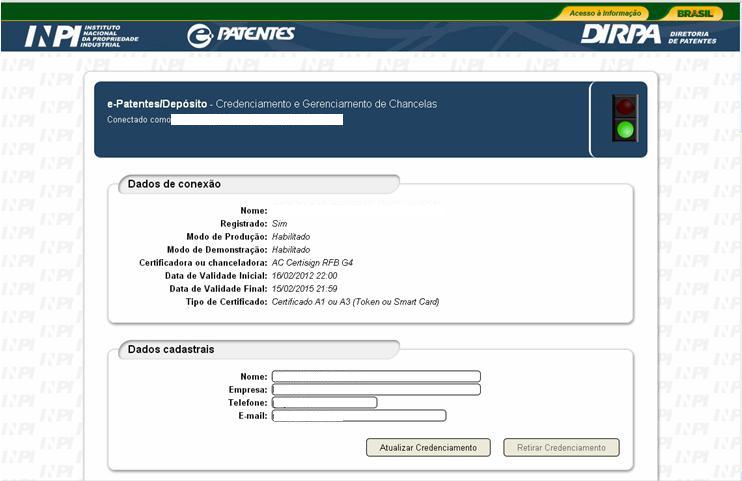 Acesso à Informação
BRASIL
INPI
INSTITUTO
NACIONAL
DA PROPRIEDADE
INDUSTRIAL
e PATENTES
DIRPA
DIRETORIA
DE PATENTES
e-Patentes/Depósito - Credenciamento e Gerenciamento de Chancelas
Conectado como
Dados de conexão
Nome:
Registrado: Sim
Modo de Produção: Habilitado
Modo de Demonstração: Habilitado
Certificadora ou chanceladora: AC Certisign RFB G4
Data de Validade Inicial: 16/02/2012 22:00
Data de Validade Final: 15/02/2015 21:59
Tipo de Certificado: Certificado A1 ou A3 (Token ou Smart Card)
Dados cadastrais
Nome:
Empresa:
Telefone:
E-mail:
Atualizar Credenciamento
Retirar Credenciamento